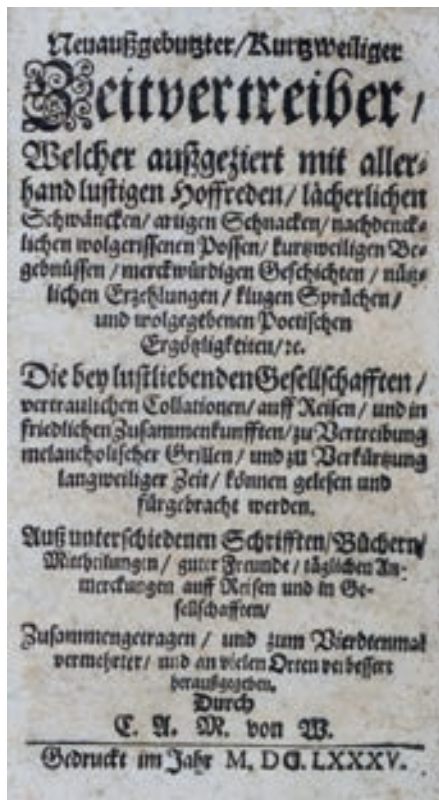 Neuaußgebutzter/Kurtzweiliger
Zeitvertreiber/
Welcher außgeziert mit aller-
hand lustigen Hoffreden/ lächerlichen
Schwäncken/ artigen Schnacken/ nachdenck-
lichen wolgerissenen Possen/ kurtzweiligen Be-
gebnüssen/ merckwürdigen Geschichten/ nütz-
lichen Erzehlungen/ klugen Sprüchen/
und wolgegebenen Poetischen
Ergötzligkeiten/ ꝛc.
Die bey lustliebenden Gesellschafften/
vertraulichen Collationen/ auff Reisen/ und in
friedlichen Zusammenkunfften/ zu Vertreibung
melancholischer Grillen/ und zu Verkürtzung
langweiliger Zeit/ können gelesen und
fürgebracht werden.
Auß unterschiedenen Schrifften/Büchern/
Mittheilungen/ guter Freunde/ täglichen An-
merckungen auff Reisen und in Ge-
sellschafften/
Zusammengetragen/ und zum Vierdtenmal
vermehrter/ und an vielen Orten verbessert
heraußgegeben.
Durch
C. A. M. von W.
Gedruckt im Jahr M. DC. LXXXV.